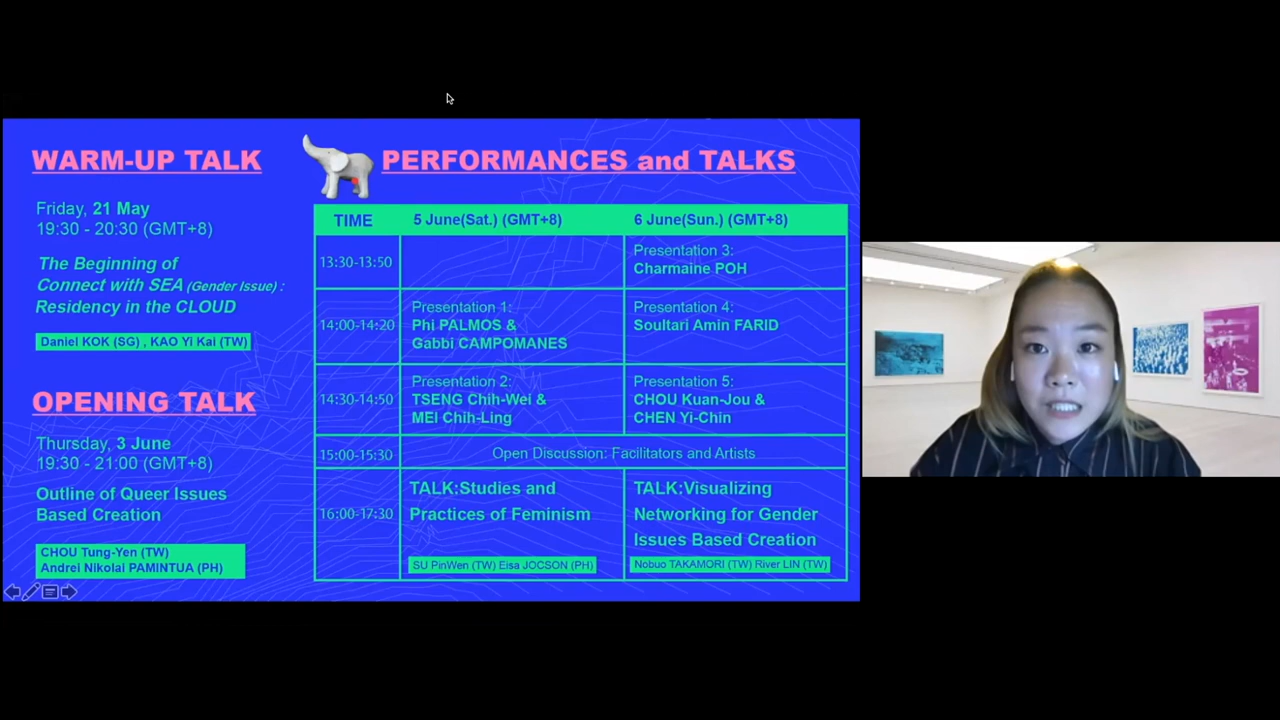 WARM-UP TALK
Friday, 21 May
19:30 - 20:30 (GMT+8)
The Beginning of
Connect with SEA (Gender Issue) :
Residency in the CLOUD
Daniel KOK (SG) , KAO Yi Kai (TW)
OPENING TALK
Thursday, 3 June
19:30 - 21:00 (GMT+8)
Outline of Queer Issues
Based Creation
CHOU Tung-Yen (TW)
Andrei Nikolai PAMINTUA (PH)
PERFORMANCES and TALKS
TIME
5 June(Sat.) (GMT+8)
6 June(Sun.) (GMT+8)
13:30-13:50
Presentation 3:
Charmaine POH
14:00-14:20
Presentation 1:
Phi PALMOS &
Gabbi CAMPOMANES
Presentation 4:
Soultari Amin FARID
14:30-14:50
Presentation 2:
TSENG Chih-Wei &
MEI Chih-Ling
Presentation 5:
CHOU Kuan-Jou &
CHEN Yi-Chin
15:00-15:30
Open Discussion: Facilitators and Artists
16:00-17:30
TALK:Studies and
Practices of Feminism
SU PinWen (TW) Eisa JOCSON (PH)
TALK:Visualizing
Networking for Gender
Issues Based Creation
Nobuo TAKAMORI (TW) River LIN (TW)